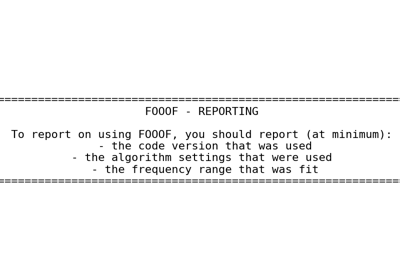 ==================================================
FOOOF - REPORTING
To report on using FOOOF, you should report (at minimum):
- the code version that was used
- the algorithm settings that were used
- the frequency range that was fit
==================================================